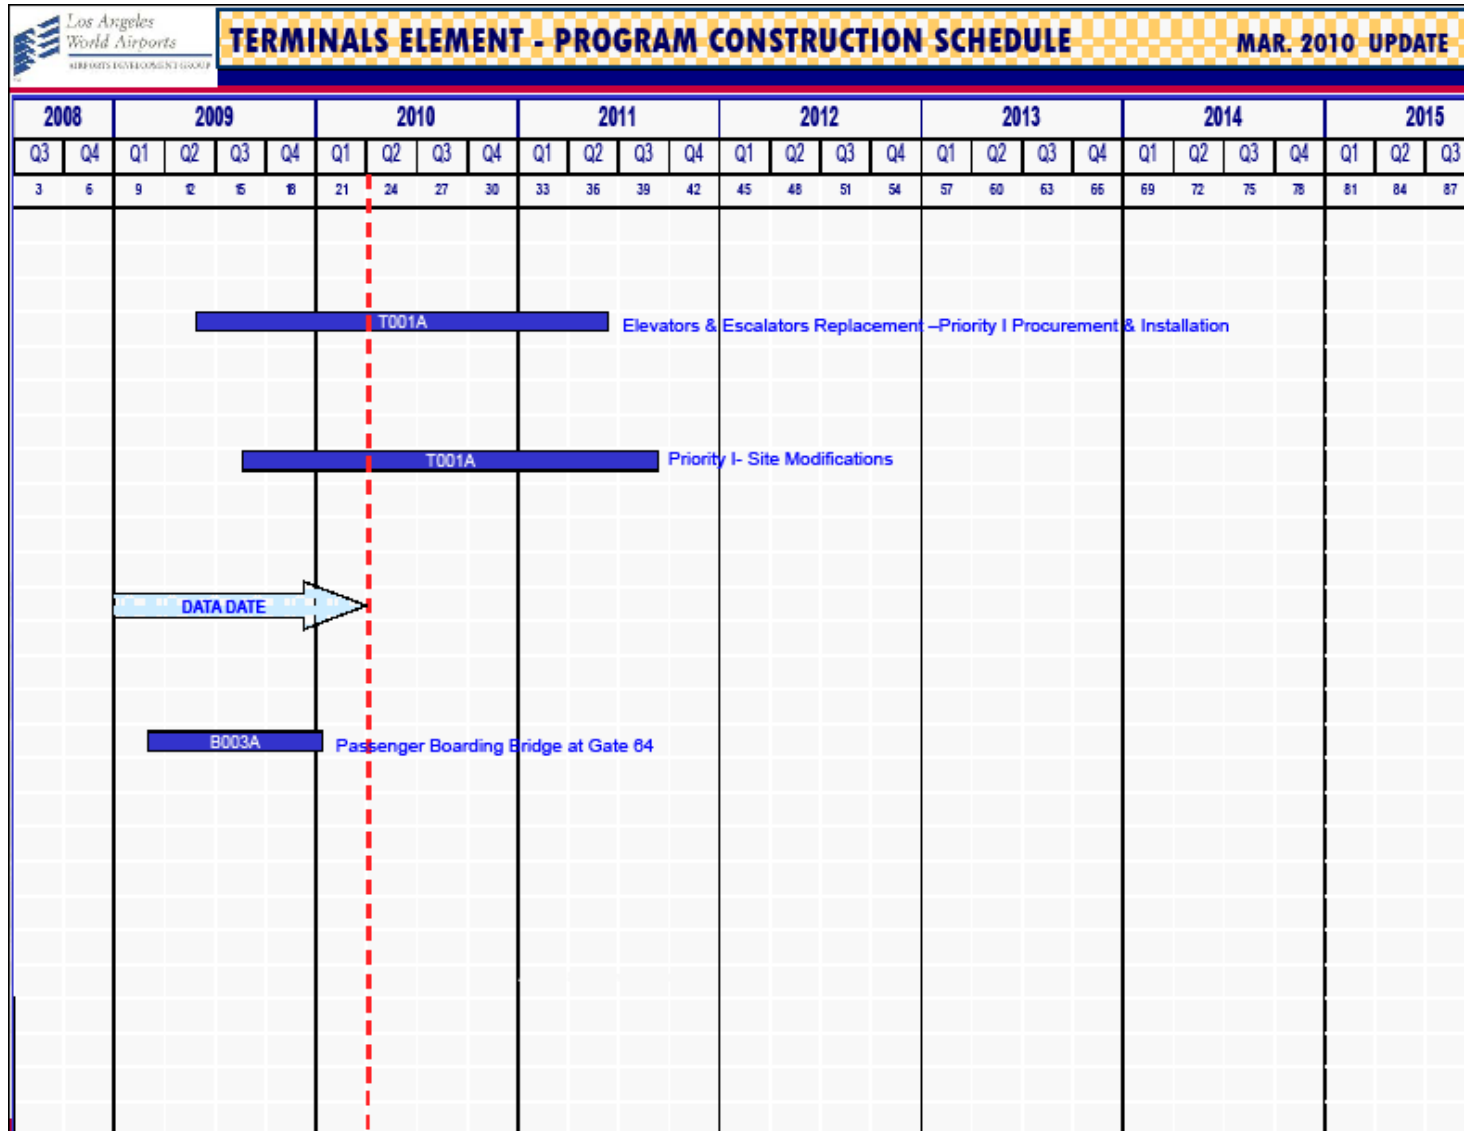 Los Angeles
World Airports
AIRPORTS DEVELOPMENT GROUP
TERMINALS ELEMENT - PROGRAM CONSTRUCTION SCHEDULE MAR. 2010 UPDATE
2008 2009 2010 2011 2012 2013 2014 2015
Q3 Q4 Q1 Q2 Q3 Q4 Q1 Q2 Q3 Q4 Q1 Q2 Q3 Q4 Q1 Q2 Q3 Q4 Q1 Q2 Q3 Q4 Q1 Q2 Q3 Q4 Q1 Q2 Q3
3 6 9 12 15 18 21 24 27 30 33 36 39 42 45 48 51 54 57 60 63 66 69 72 75 78 81 84 87
T001A Elevators & Escalators Replacement –Priority I Procurement & Installation
T001A Priority I- Site Modifications
DATA DATE
B003A Passenger Boarding Bridge at Gate 64